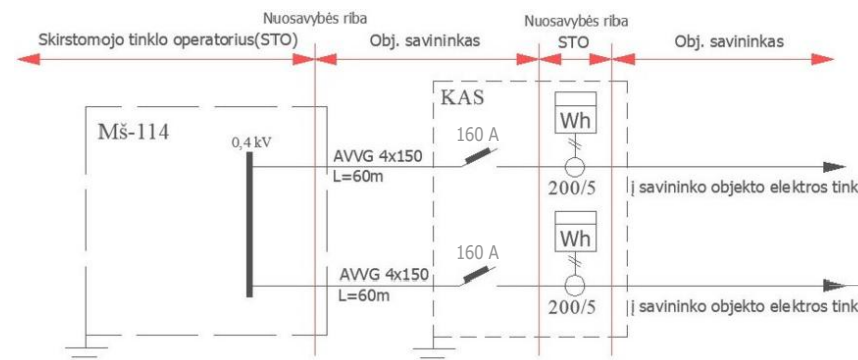 Nuosavybės riba
Nuosavybės riba
Skirstomojo tinklo operatorius(STO)
Obj. savininkas
STO
Obj. savininkas
KAS
Mš-114
Wh
0,4 kV
160 A
AVVG 4x150
L=60m
200/5
į savininko objekto elektros tink
Wh
160 A
AVVG 4x150
L=60m
200/5
į savininko objekto elektros tink